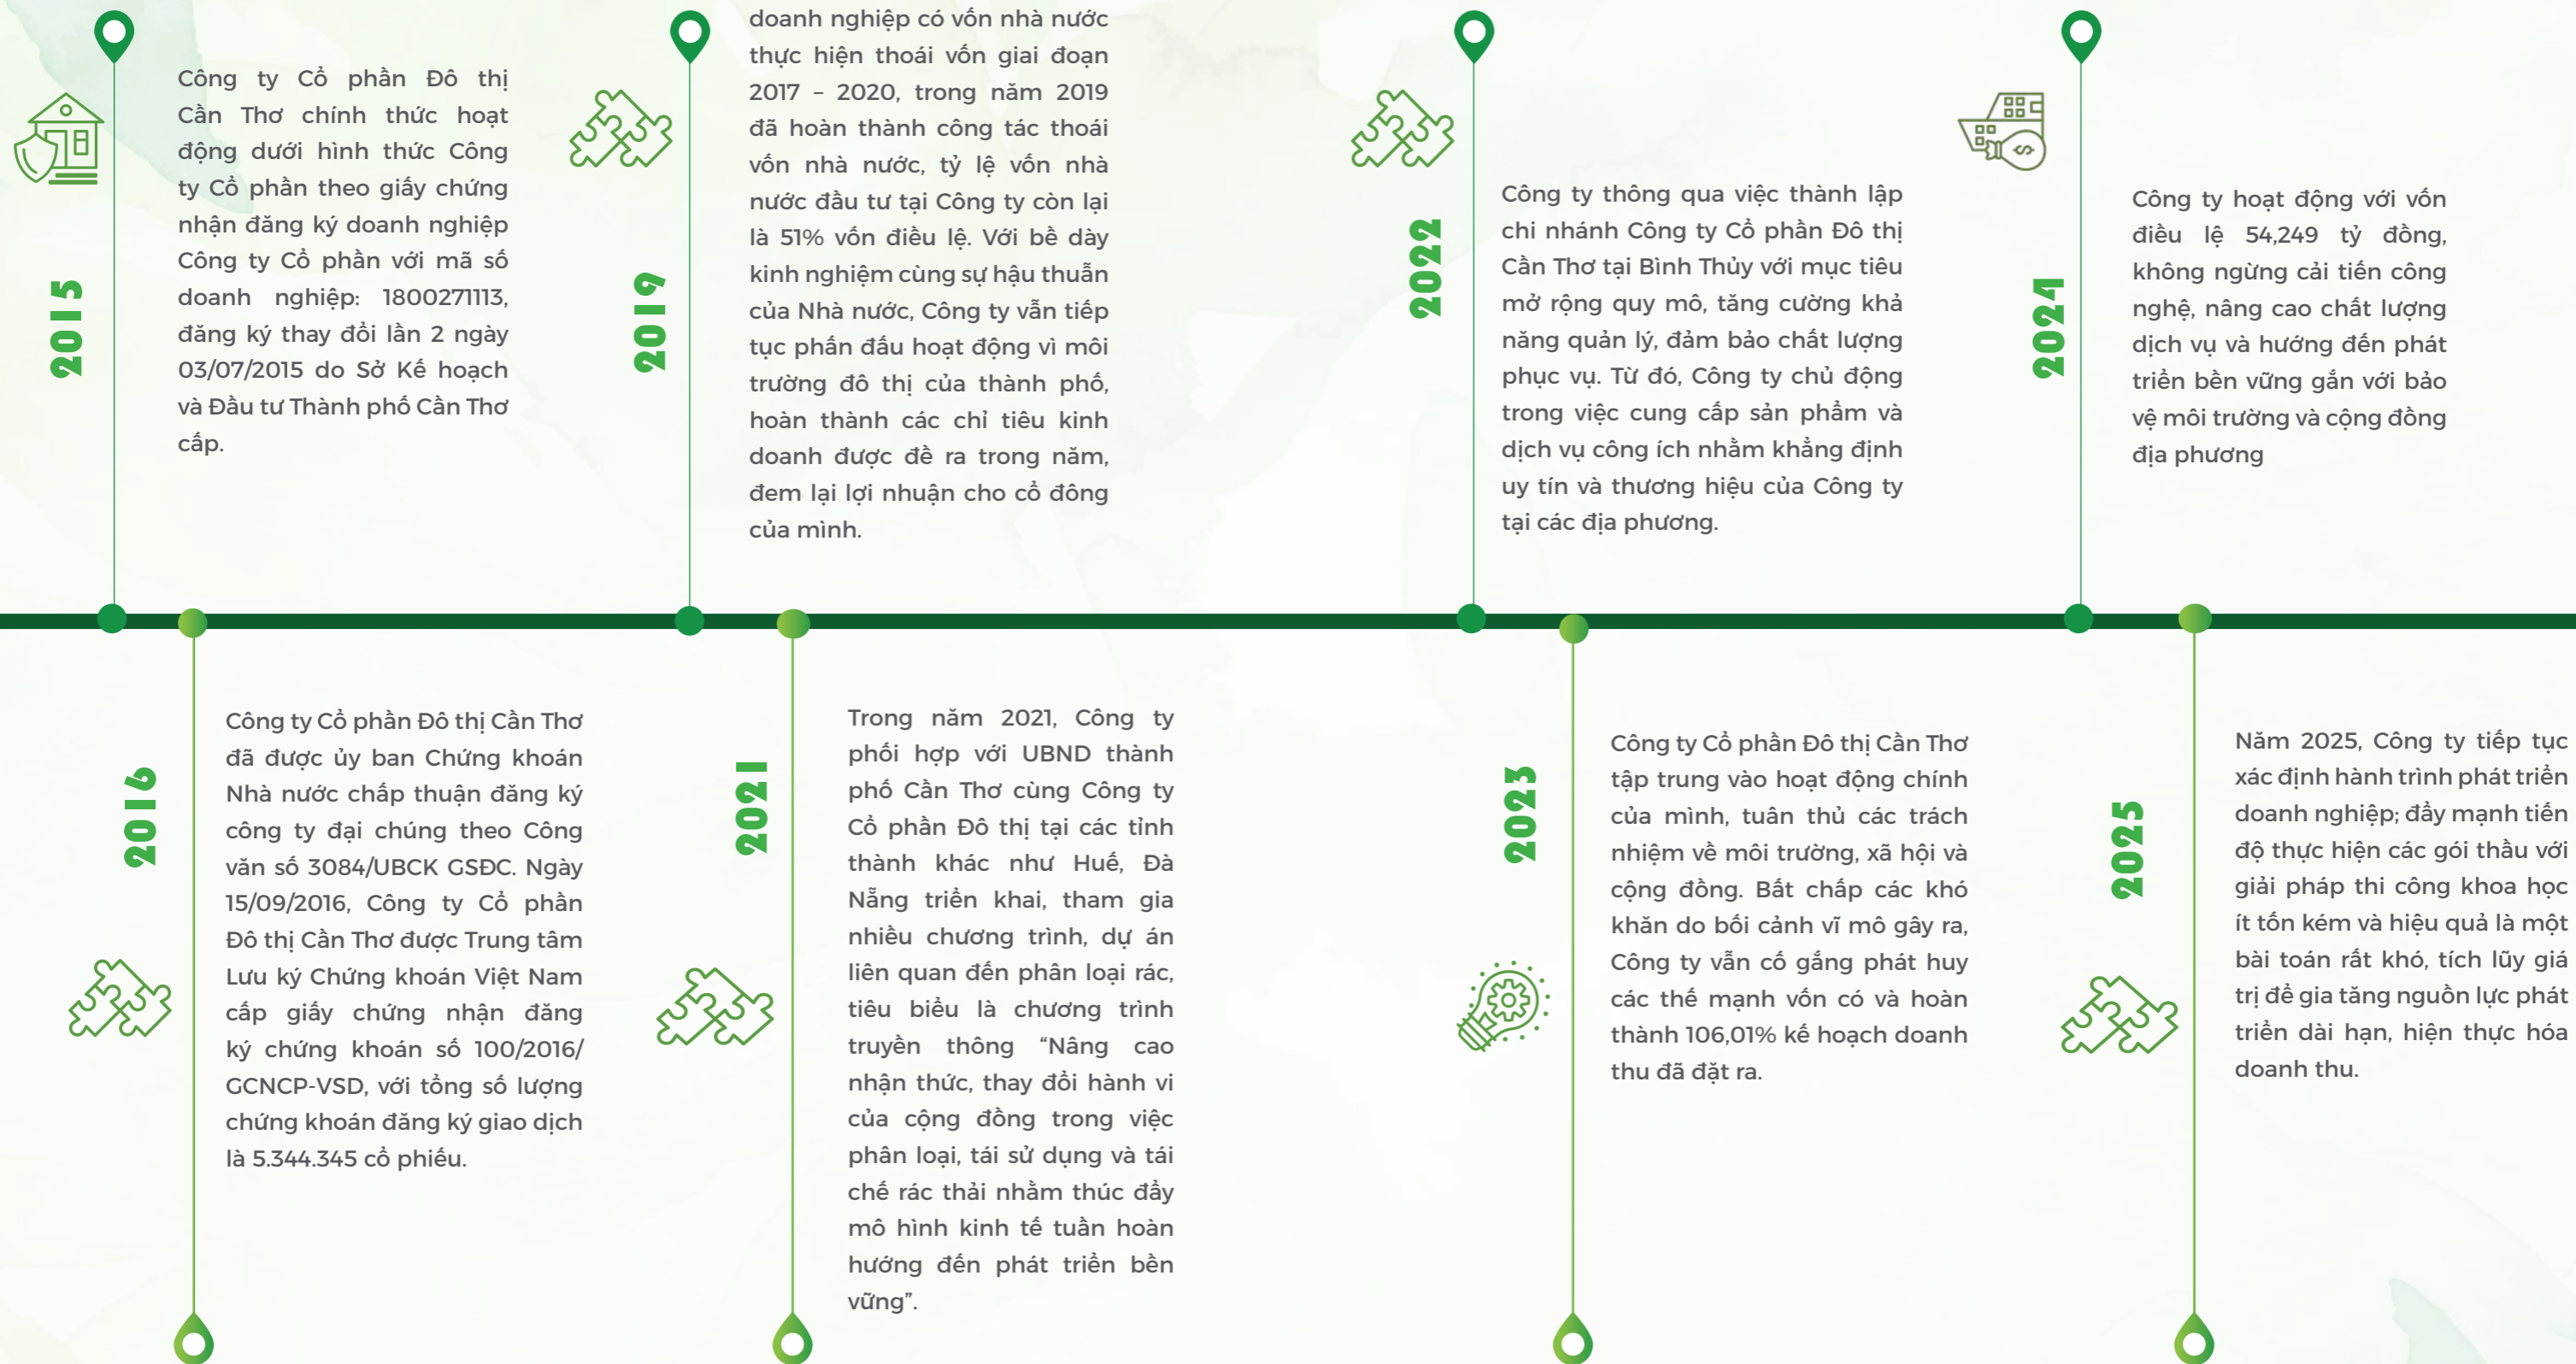 2015
Công ty Cổ phần Đô thị
Cần Thơ chính thức hoạt
động dưới hình thức Công
ty Cổ phần theo giấy chứng
nhận đăng ký doanh nghiệp
Công ty Cổ phần với mã số
doanh nghiệp: 1800271113,
đăng ký thay đổi lần 2 ngày
03/07/2015 do Sở Kế hoạch
và Đầu tư Thành phố Cần Thơ
cấp.
2016
Công ty Cổ phần Đô thị Cần Thơ
đã được ủy ban Chứng khoán
Nhà nước chấp thuận đăng ký
công ty đại chúng theo Công
văn số 3084/UBCK GSĐC. Ngày
15/09/2016, Công ty Cổ phần
Đô thị Cần Thơ được Trung tâm
Lưu ký Chứng khoán Việt Nam
cấp giấy chứng nhận đăng
ký chứng khoán số 100/2016/
GCNCP-VSD, với tổng số lượng
chứng khoán đăng ký giao dịch
là 5.344.345 cổ phiếu.
2019
doanh nghiệp có vốn nhà nước
thực hiện thoái vốn giai đoạn
2017 – 2020, trong năm 2019
đã hoàn thành công tác thoái
vốn nhà nước, tỷ lệ vốn nhà
nước đầu tư tại Công ty còn lại
là 51% vốn điều lệ. Với bề dày
kinh nghiệm cùng sự hậu thuẫn
của Nhà nước, Công ty vẫn tiếp
tục phấn đấu hoạt động vì môi
trường đô thị của thành phố,
hoàn thành các chỉ tiêu kinh
doanh được đề ra trong năm,
đem lại lợi nhuận cho cổ đông
của mình.
2021
Trong năm 2021, Công ty
phối hợp với UBND thành
phố Cần Thơ cùng Công ty
Cổ phần Đô thị tại các tỉnh
thành khác như Huế, Đà
Nẵng triển khai, tham gia
nhiều chương trình, dự án
liên quan đến phân loại rác,
tiêu biểu là chương trình
truyền thông “Nâng cao
nhận thức, thay đổi hành vi
của cộng đồng trong việc
phân loại, tái sử dụng và tái
chế rác thải nhằm thúc đẩy
mô hình kinh tế tuần hoàn
hướng đến phát triển bền
vững”.
2022
Công ty thông qua việc thành lập
chi nhánh Công ty Cổ phần Đô thị
Cần Thơ tại Bình Thủy với mục tiêu
mở rộng quy mô, tăng cường khả
năng quản lý, đảm bảo chất lượng
phục vụ. Từ đó, Công ty chủ động
trong việc cung cấp sản phẩm và
dịch vụ công ích nhằm khẳng định
uy tín và thương hiệu của Công ty
tại các địa phương.
2023
Công ty Cổ phần Đô thị Cần Thơ
tập trung vào hoạt động chính
của mình, tuân thủ các trách
nhiệm về môi trường, xã hội và
cộng đồng. Bất chấp các khó
khăn do bối cảnh vĩ mô gây ra,
Công ty vẫn cố gắng phát huy
các thế mạnh vốn có và hoàn
thành 106,01% kế hoạch doanh
thu đã đặt ra.
2024
Công ty hoạt động với vốn
điều lệ 54,249 tỷ đồng,
không ngừng cải tiến công
nghệ, nâng cao chất lượng
dịch vụ và hướng đến phát
triển bền vững gắn với bảo
vệ môi trường và cộng đồng
địa phương
2025
Năm 2025, Công ty tiếp tục
xác định hành trình phát triển
doanh nghiệp; đẩy mạnh tiến
độ thực hiện các gói thầu với
giải pháp thi công khoa học
ít tốn kém và hiệu quả là một
bài toán rất khó, tích lũy giá
trị để gia tăng nguồn lực phát
triển dài hạn, hiện thực hóa
doanh thu.